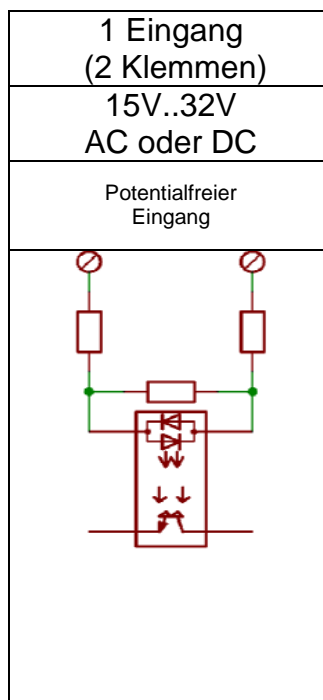 1 Eingang
(2 Klemmen)
15V..32V
AC oder DC
Potentialfreier
Eingang